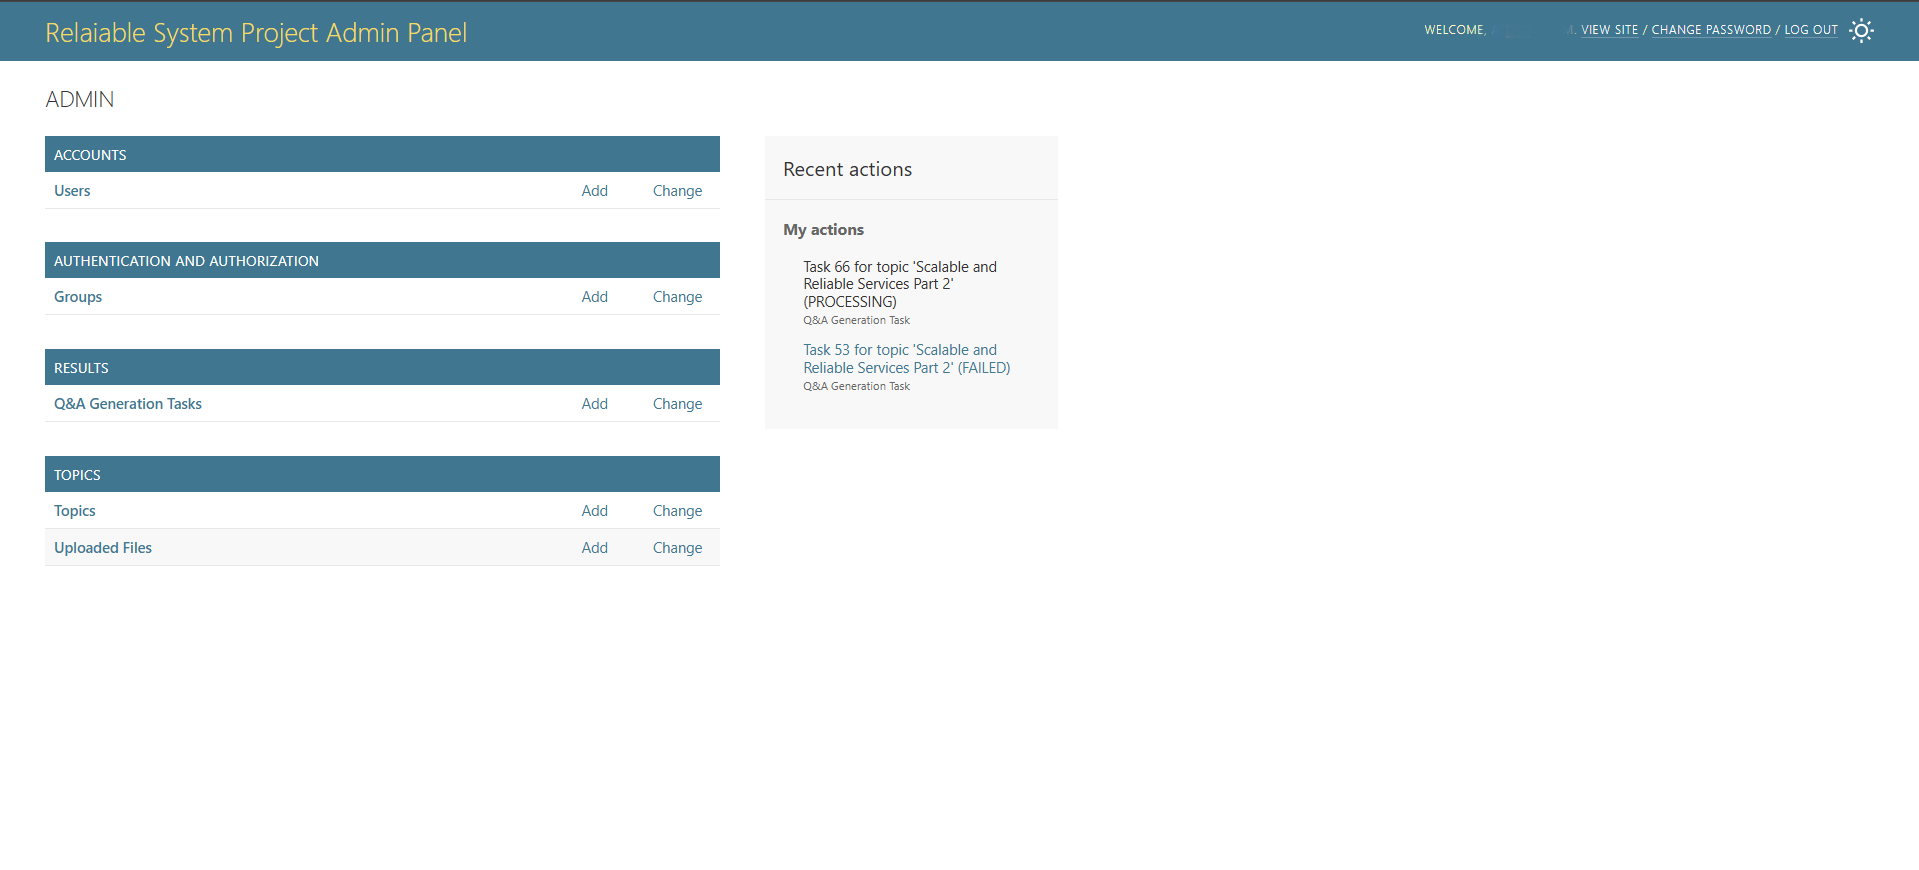 Relaiable System Project Admin Panel
WELCOME, VIEW SITE / CHANGE PASSWORD / LOG OUT
ADMIN
ACCOUNTS
Users Add Change
AUTHENTICATION AND AUTHORIZATION
Groups Add Change
RESULTS
Q&A Generation Tasks Add Change
TOPICS
Topics Add Change
Uploaded Files Add Change
Recent actions
My actions
Task 66 for topic 'Scalable and
Reliable Services Part 2'
(PROCESSING)
Q&A Generation Task
Task 53 for topic 'Scalable and
Reliable Services Part 2' (FAILED)
Q&A Generation Task